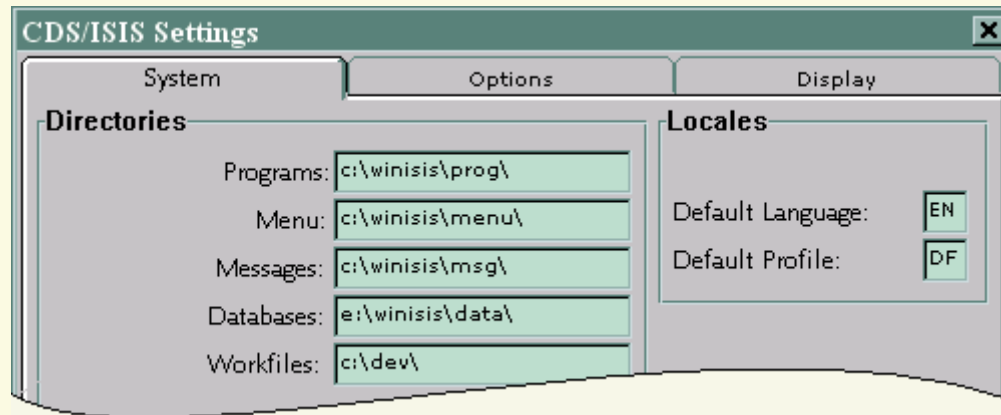 CDS/ISIS Settings
System
Options
Display
Directories
Programs: c:\winisis\prog\
Menu: c:\winisis\menu\
Messages: c:\winisis\msg\
Databases: e:\winisis\data\
Workfiles: c:\dev\
Locales
Default Language: EN
Default Profile: DF